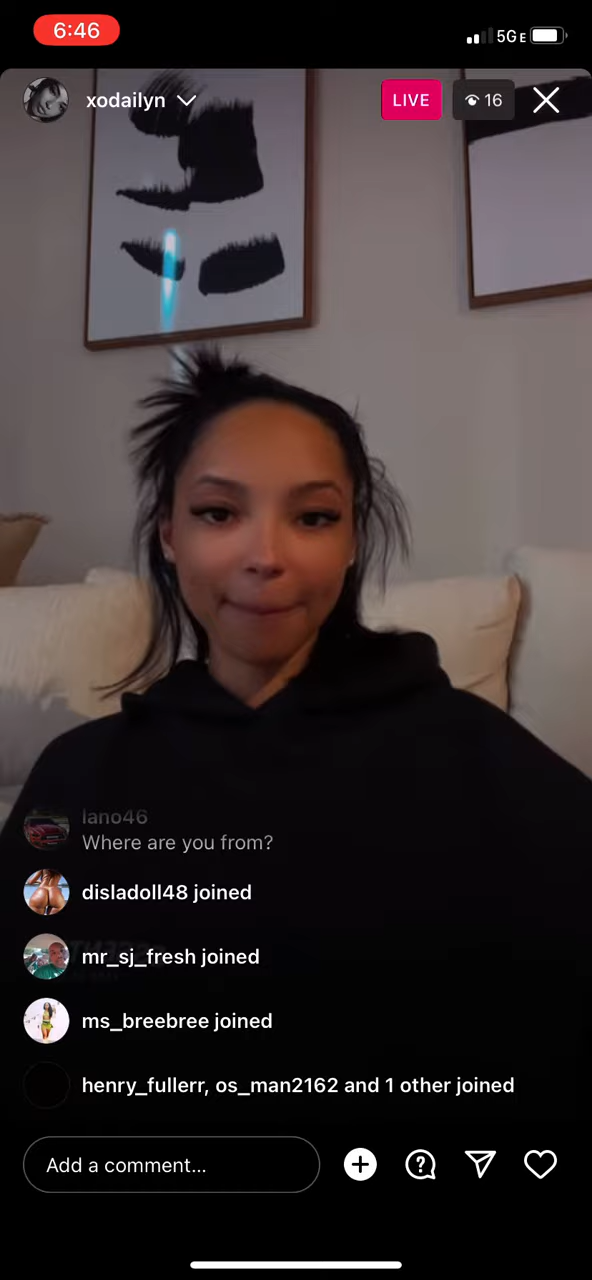 6:46
5GE
xodailyn
LIVE
16
lano46
Where are you from?
disladoll48 joined
mr_sj_fresh joined
ms_breebree joined
henry_fullerr, os_man2162 and 1 other joined
Add a comment...